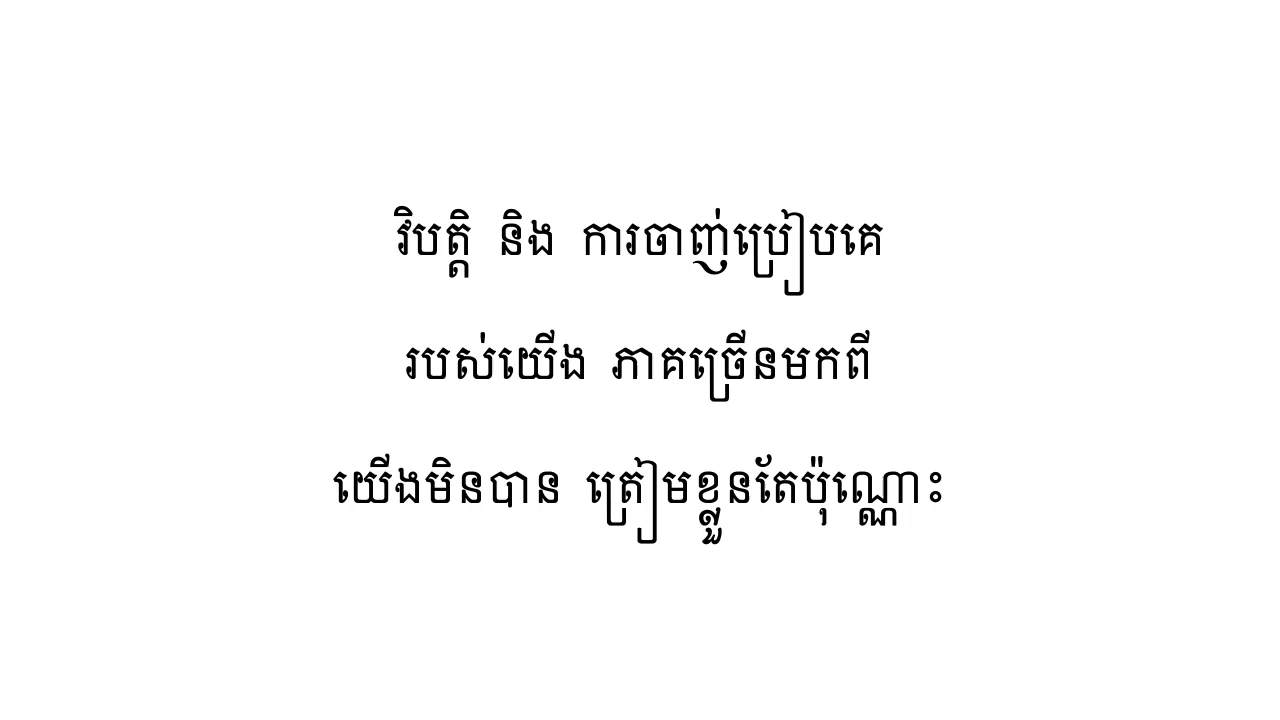 វិបត្តិ និង ការចាញ់ប្រៀបគេ
របស់យើង ភាគច្រើនមកពី
យើងមិនបាន ត្រៀមខ្លួនតែប៉ុណ្ណោះ